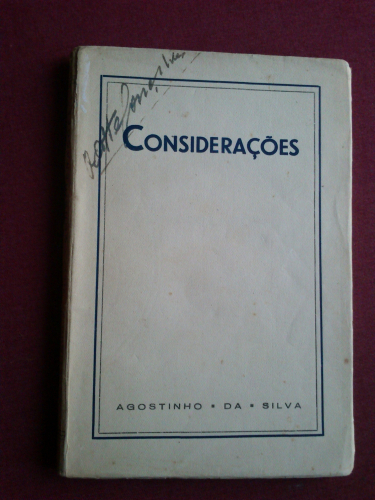 CONSIDERAÇÕES
AGOSTINHO • DA • SILVA